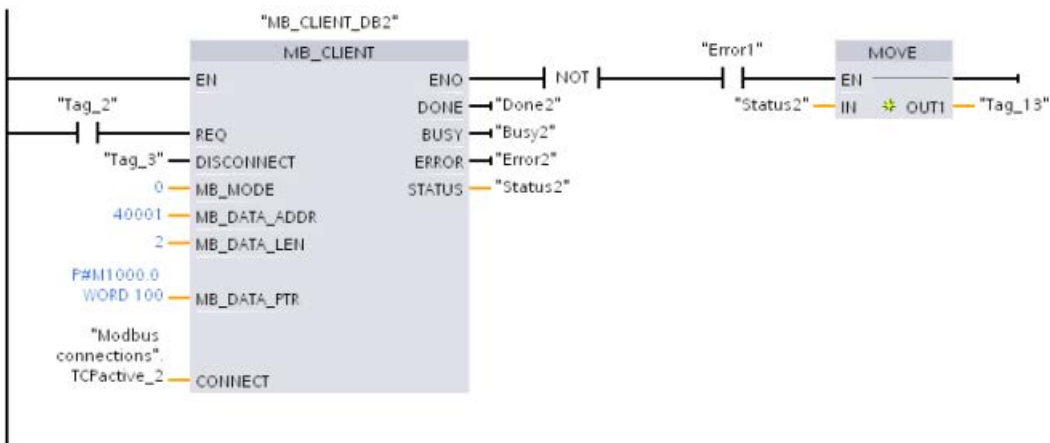 "MB_CLIENT_DB2"
MB_CLIENT
"Error1"
MOVE
EN
ENO
NOT
EN
"Tag_2"
DONE
"Done2"
"Status2"
IN
OUT1
"Tag_13"
REQ
BUSY
"Busy2"
"Tag_3"
DISCONNECT
ERROR
"Error2"
0
MB_MODE
STATUS
"Status2"
40001
MB_DATA_ADDR
2
MB_DATA_LEN
P#M1000.0
WORD 100
MB_DATA_PTR
"Modbus
connections".
TCPactive_2
CONNECT